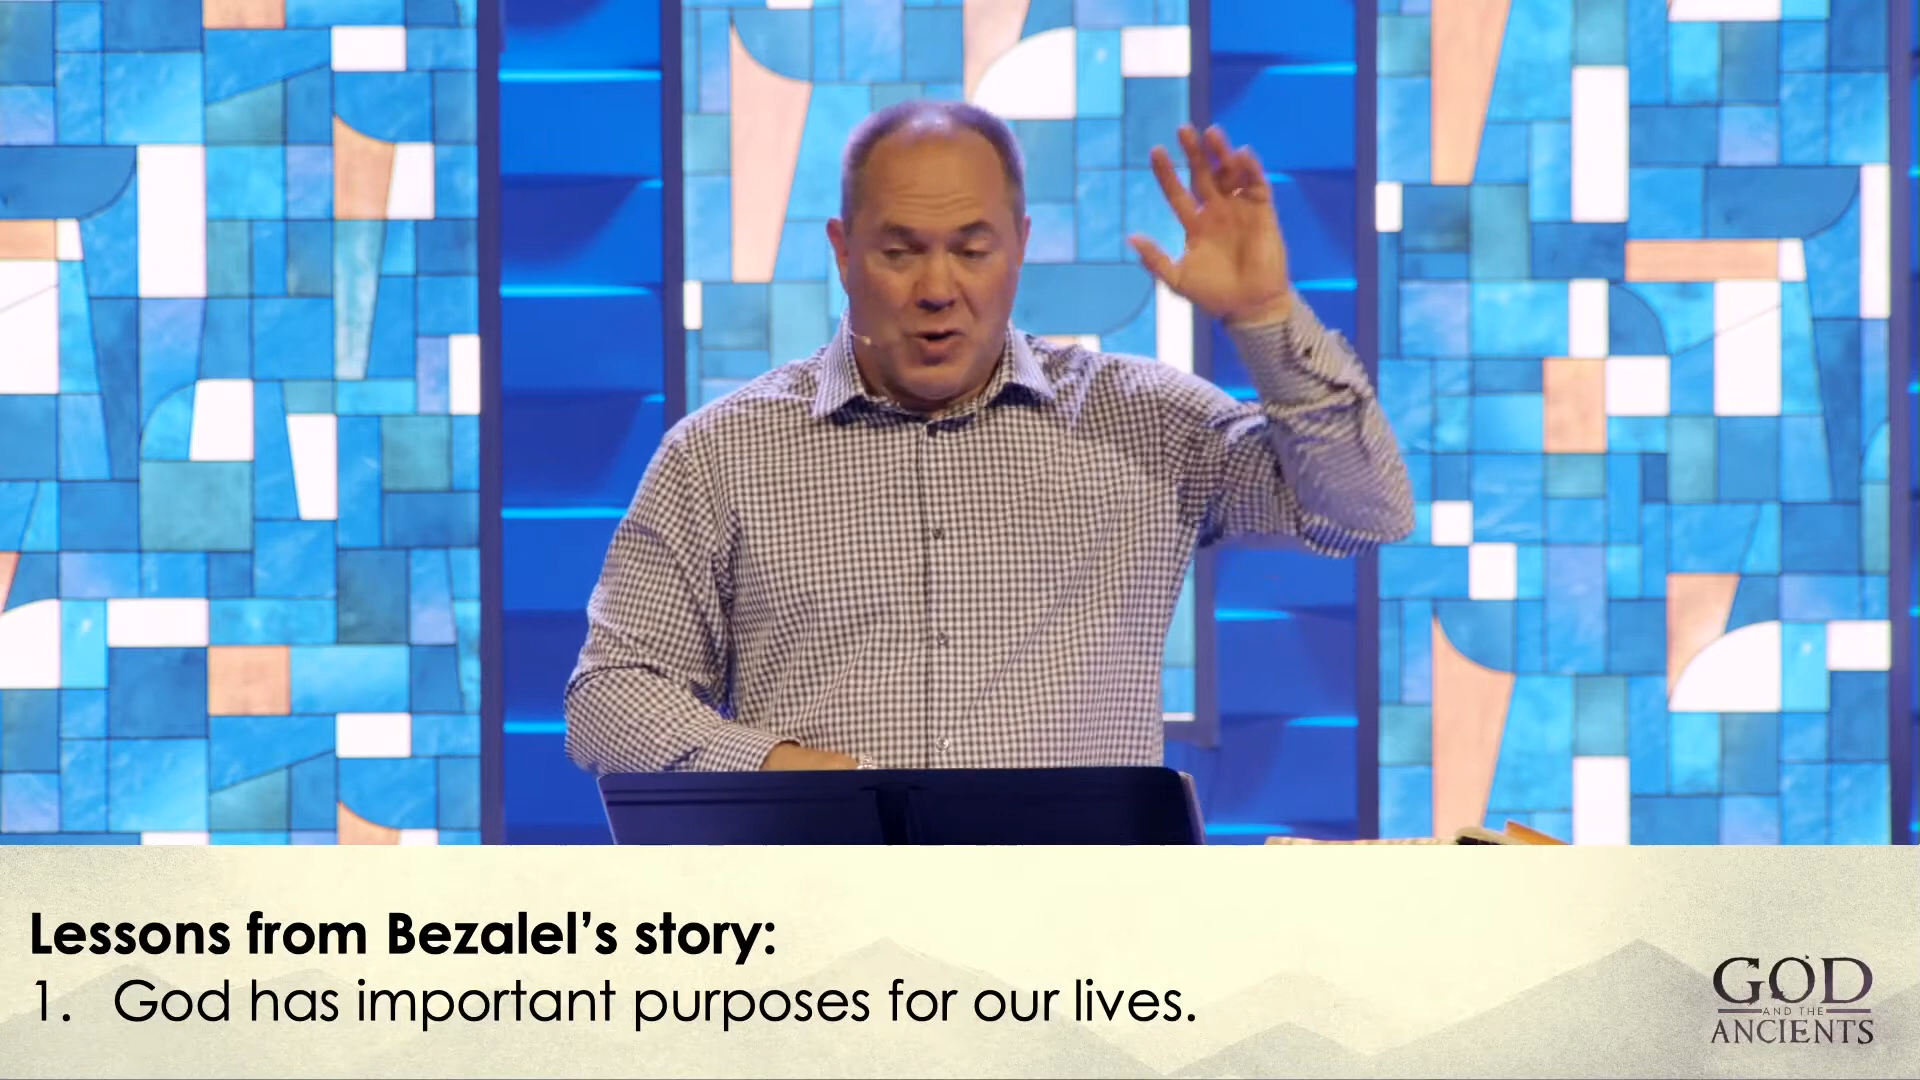 Lessons from Bezalel’s story:
1. God has important purposes for our lives.
GOD
AND THE
ANCIENTS